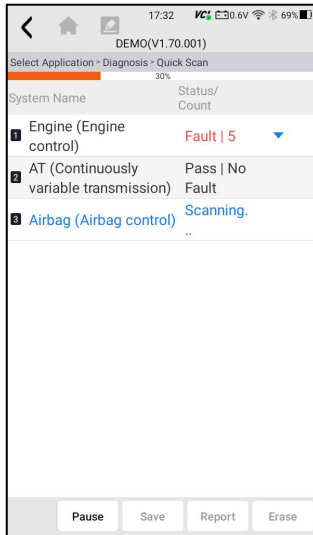 17:32 VCI 0.6V 69%
DEMO(V1.70.001)
Select Application > Diagnosis > Quick Scan
30%
System Name
Status/
Count
1 Engine (Engine
control)
Fault | 5
2 AT (Continuously
variable transmission)
Pass | No
Fault
3 Airbag (Airbag control)
Scanning.
..
Pause Save Report Erase